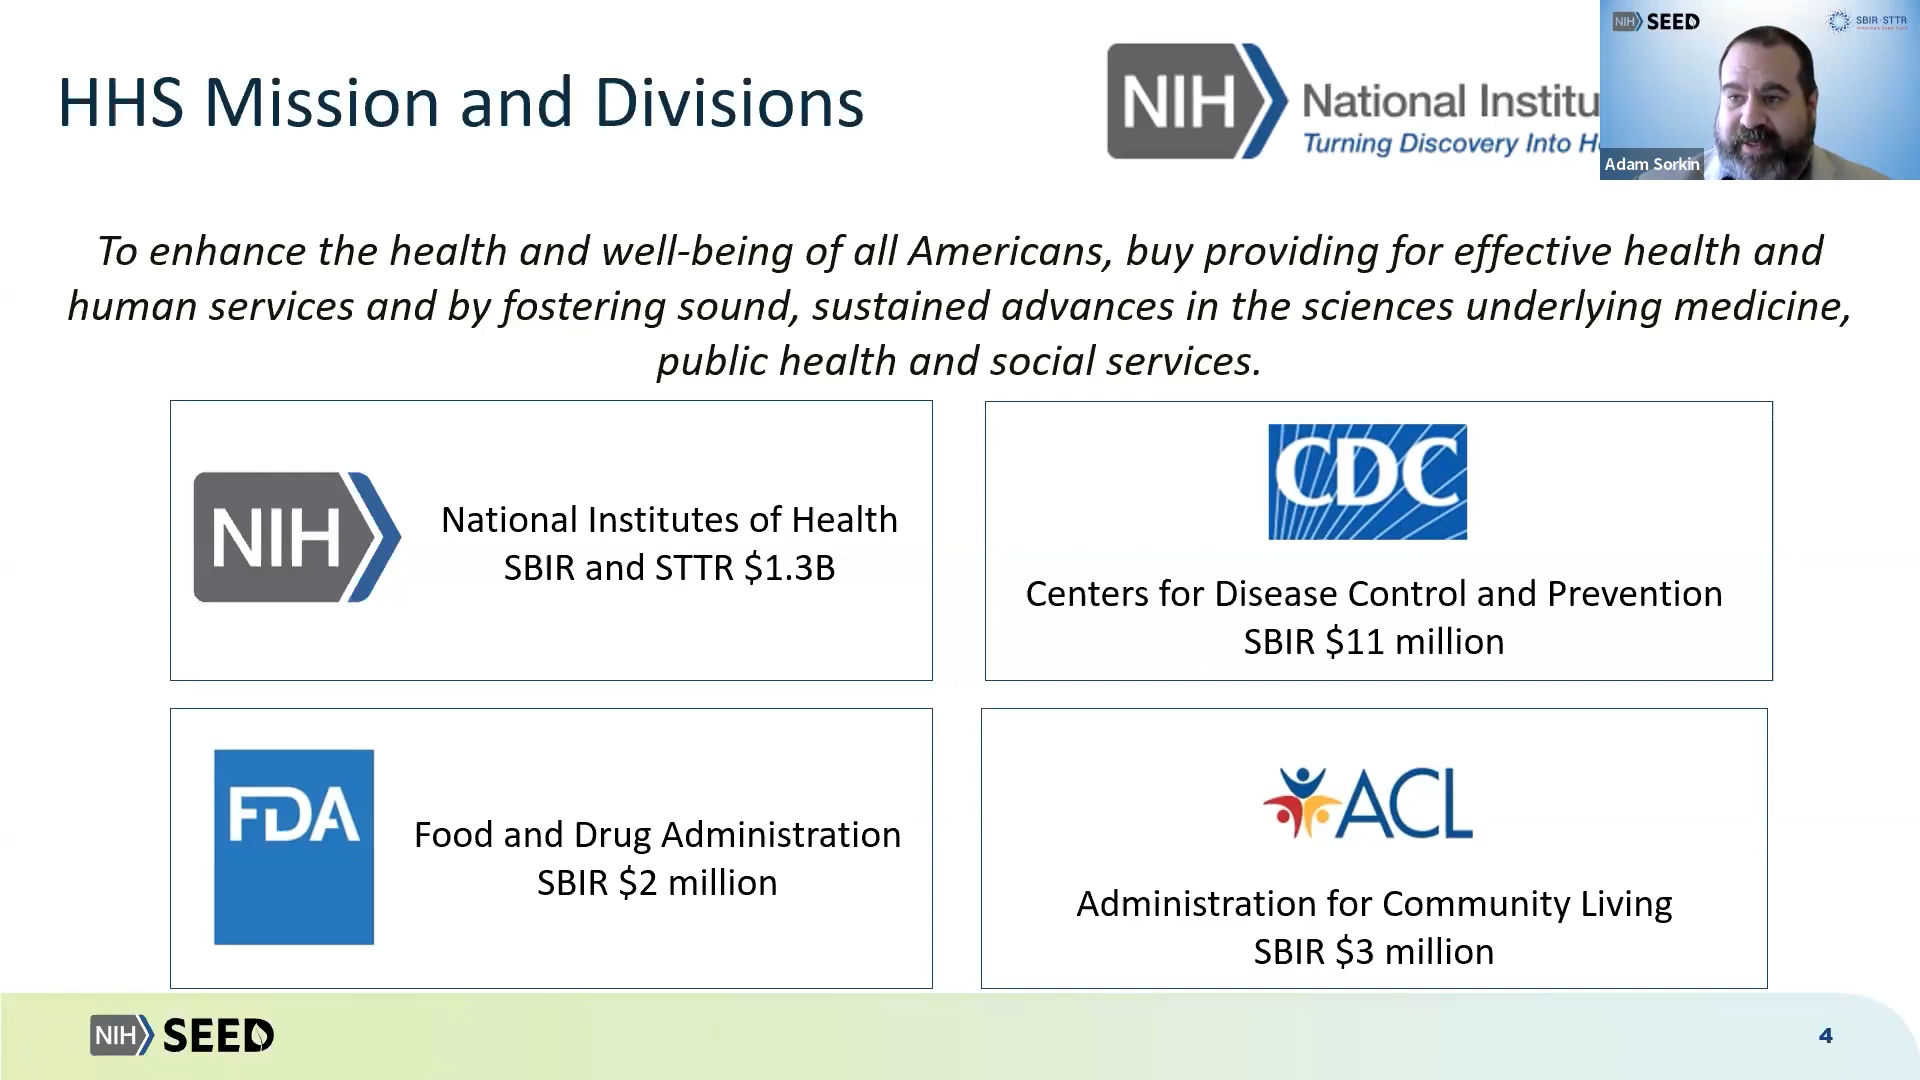 HHS Mission and Divisions
NIH
National Institu
Turning Discovery Into H
NIH SEED
SBIR·STTR
America's Seed Fund
Adam Sorkin
To enhance the health and well-being of all Americans, buy providing for effective health and
human services and by fostering sound, sustained advances in the sciences underlying medicine,
public health and social services.
NIH
National Institutes of Health
SBIR and STTR $1.3B
CDC
Centers for Disease Control and Prevention
SBIR $11 million
FDA
Food and Drug Administration
SBIR $2 million
ACL
Administration for Community Living
SBIR $3 million
NIH SEED
4